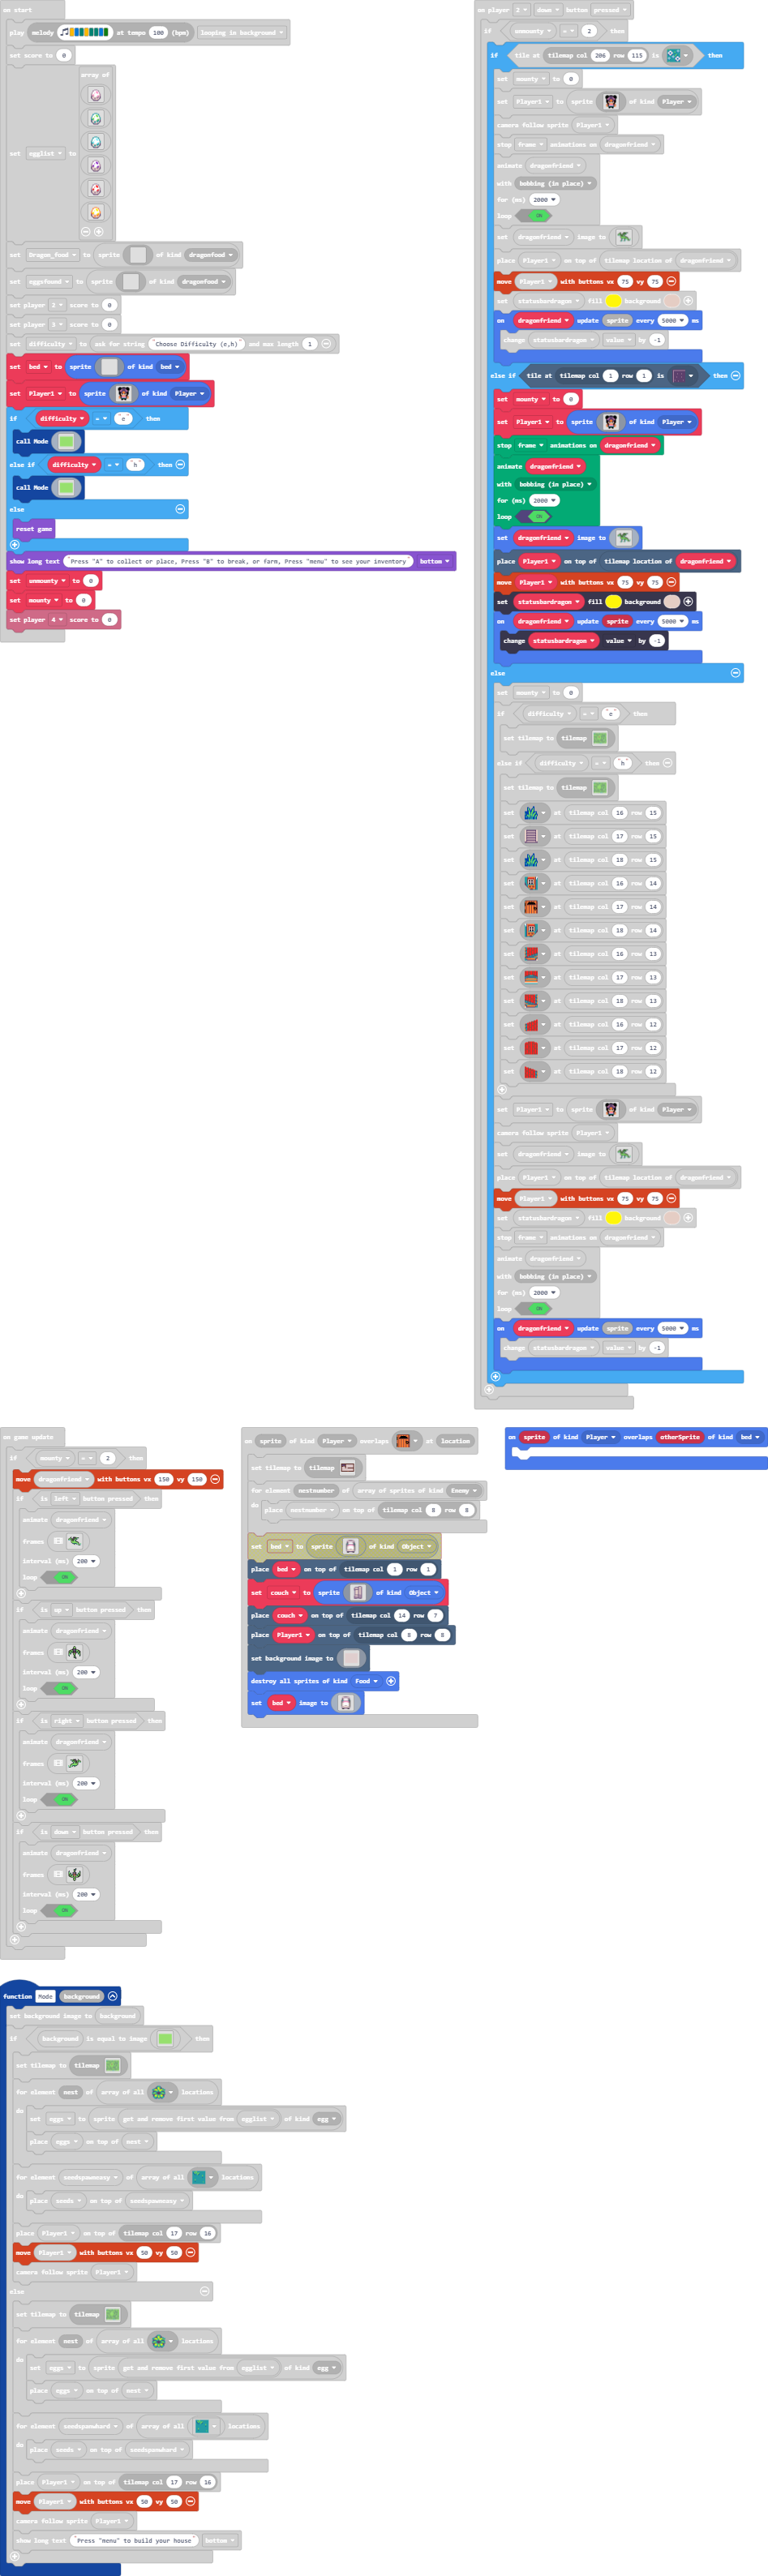 on start
play melody at tempo 100 (bpm) looping in background
set score to 0
set egglist to array of
set Dragon_food to sprite of kind dragonfood
set eggsfound to sprite of kind dragonfood
set player 2 score to 0
set player 3 score to 0
set difficulty to ask for string "Choose Difficulty (e,h)" and max length 1
set bed to sprite of kind bed
set Player1 to sprite of kind Player
if difficulty = "e" then
call Mode
else if difficulty = "h" then
call Mode
else
reset game
show long text "Press "A" to collect or place, Press "B" to break, or farm, Press "menu" to see your inventory" bottom
set unmounty to 0
set mounty to 0
set player 4 score to 0
on player 2 down button pressed
if unmounty = 2 then
if tile at tilemap col 206 row 115 is then
set mounty to 0
set Player1 to sprite of kind Player
camera follow sprite Player1
stop frame animations on dragonfriend
animate dragonfriend
with bobbing (in place)
for (ms) 2000
loop ON
set dragonfriend image to
place Player1 on top of tilemap location of dragonfriend
move Player1 with buttons vx 75 vy 75
set statusbardragon fill background
on dragonfriend update sprite every 5000 ms
change statusbardragon value by -1
else if tile at tilemap col 1 row 1 is then
set mounty to 0
set Player1 to sprite of kind Player
stop frame animations on dragonfriend
animate dragonfriend
with bobbing (in place)
for (ms) 2000
loop ON
set dragonfriend image to
place Player1 on top of tilemap location of dragonfriend
move Player1 with buttons vx 75 vy 75
set statusbardragon fill background
on dragonfriend update sprite every 5000 ms
change statusbardragon value by -1
else
set mounty to 0
if difficulty = "e" then
set tilemap to tilemap
else if difficulty = "h" then
set tilemap to tilemap
set at tilemap col 16 row 15
set at tilemap col 17 row 15
set at tilemap col 18 row 15
set at tilemap col 16 row 14
set at tilemap col 17 row 14
set at tilemap col 18 row 14
set at tilemap col 16 row 13
set at tilemap col 17 row 13
set at tilemap col 18 row 13
set at tilemap col 16 row 12
set at tilemap col 17 row 12
set at tilemap col 18 row 12
set Player1 to sprite of kind Player
camera follow sprite Player1
set dragonfriend image to
place Player1 on top of tilemap location of dragonfriend
move Player1 with buttons vx 75 vy 75
set statusbardragon fill background
stop frame animations on dragonfriend
animate dragonfriend
with bobbing (in place)
for (ms) 2000
loop ON
on dragonfriend update sprite every 5000 ms
change statusbardragon value by -1
on game update
if mounty = 2 then
move dragonfriend with buttons vx 150 vy 150
if is left button pressed then
animate dragonfriend
frames
interval (ms) 200
loop ON
if is up button pressed then
animate dragonfriend
frames
interval (ms) 200
loop ON
if is right button pressed then
animate dragonfriend
frames
interval (ms) 200
loop ON
if is down button pressed then
animate dragonfriend
frames
interval (ms) 200
loop ON
on sprite of kind Player overlaps at location
set tilemap to tilemap
for element nestnumber of array of sprites of kind Enemy
do place nestnumber on top of tilemap col 8 row 8
set bed to sprite of kind Object
place bed on top of tilemap col 1 row 1
set couch to sprite of kind Object
place couch on top of tilemap col 14 row 7
place Player1 on top of tilemap col 8 row 8
set background image to
destroy all sprites of kind Food
set bed image to
on sprite of kind Player overlaps otherSprite of kind bed
function Mode background
set background image to background
if background is equal to image then
set tilemap to tilemap
for element nest of array of all locations
do set eggs to sprite get and remove first value from egglist of kind egg
place eggs on top of nest
for element seedspawneasy of array of all locations
do place seeds on top of seedspawneasy
place Player1 on top of tilemap col 17 row 16
move Player1 with buttons vx 50 vy 50
camera follow sprite Player1
else
set tilemap to tilemap
for element nest of array of all locations
do set eggs to sprite get and remove first value from egglist of kind egg
place eggs on top of nest
for element seedspawnhard of array of all locations
do place seeds on top of seedspawnhard
place Player1 on top of tilemap col 17 row 16
move Player1 with buttons vx 50 vy 50
camera follow sprite Player1
show long text "Press "menu" to build your house" bottom